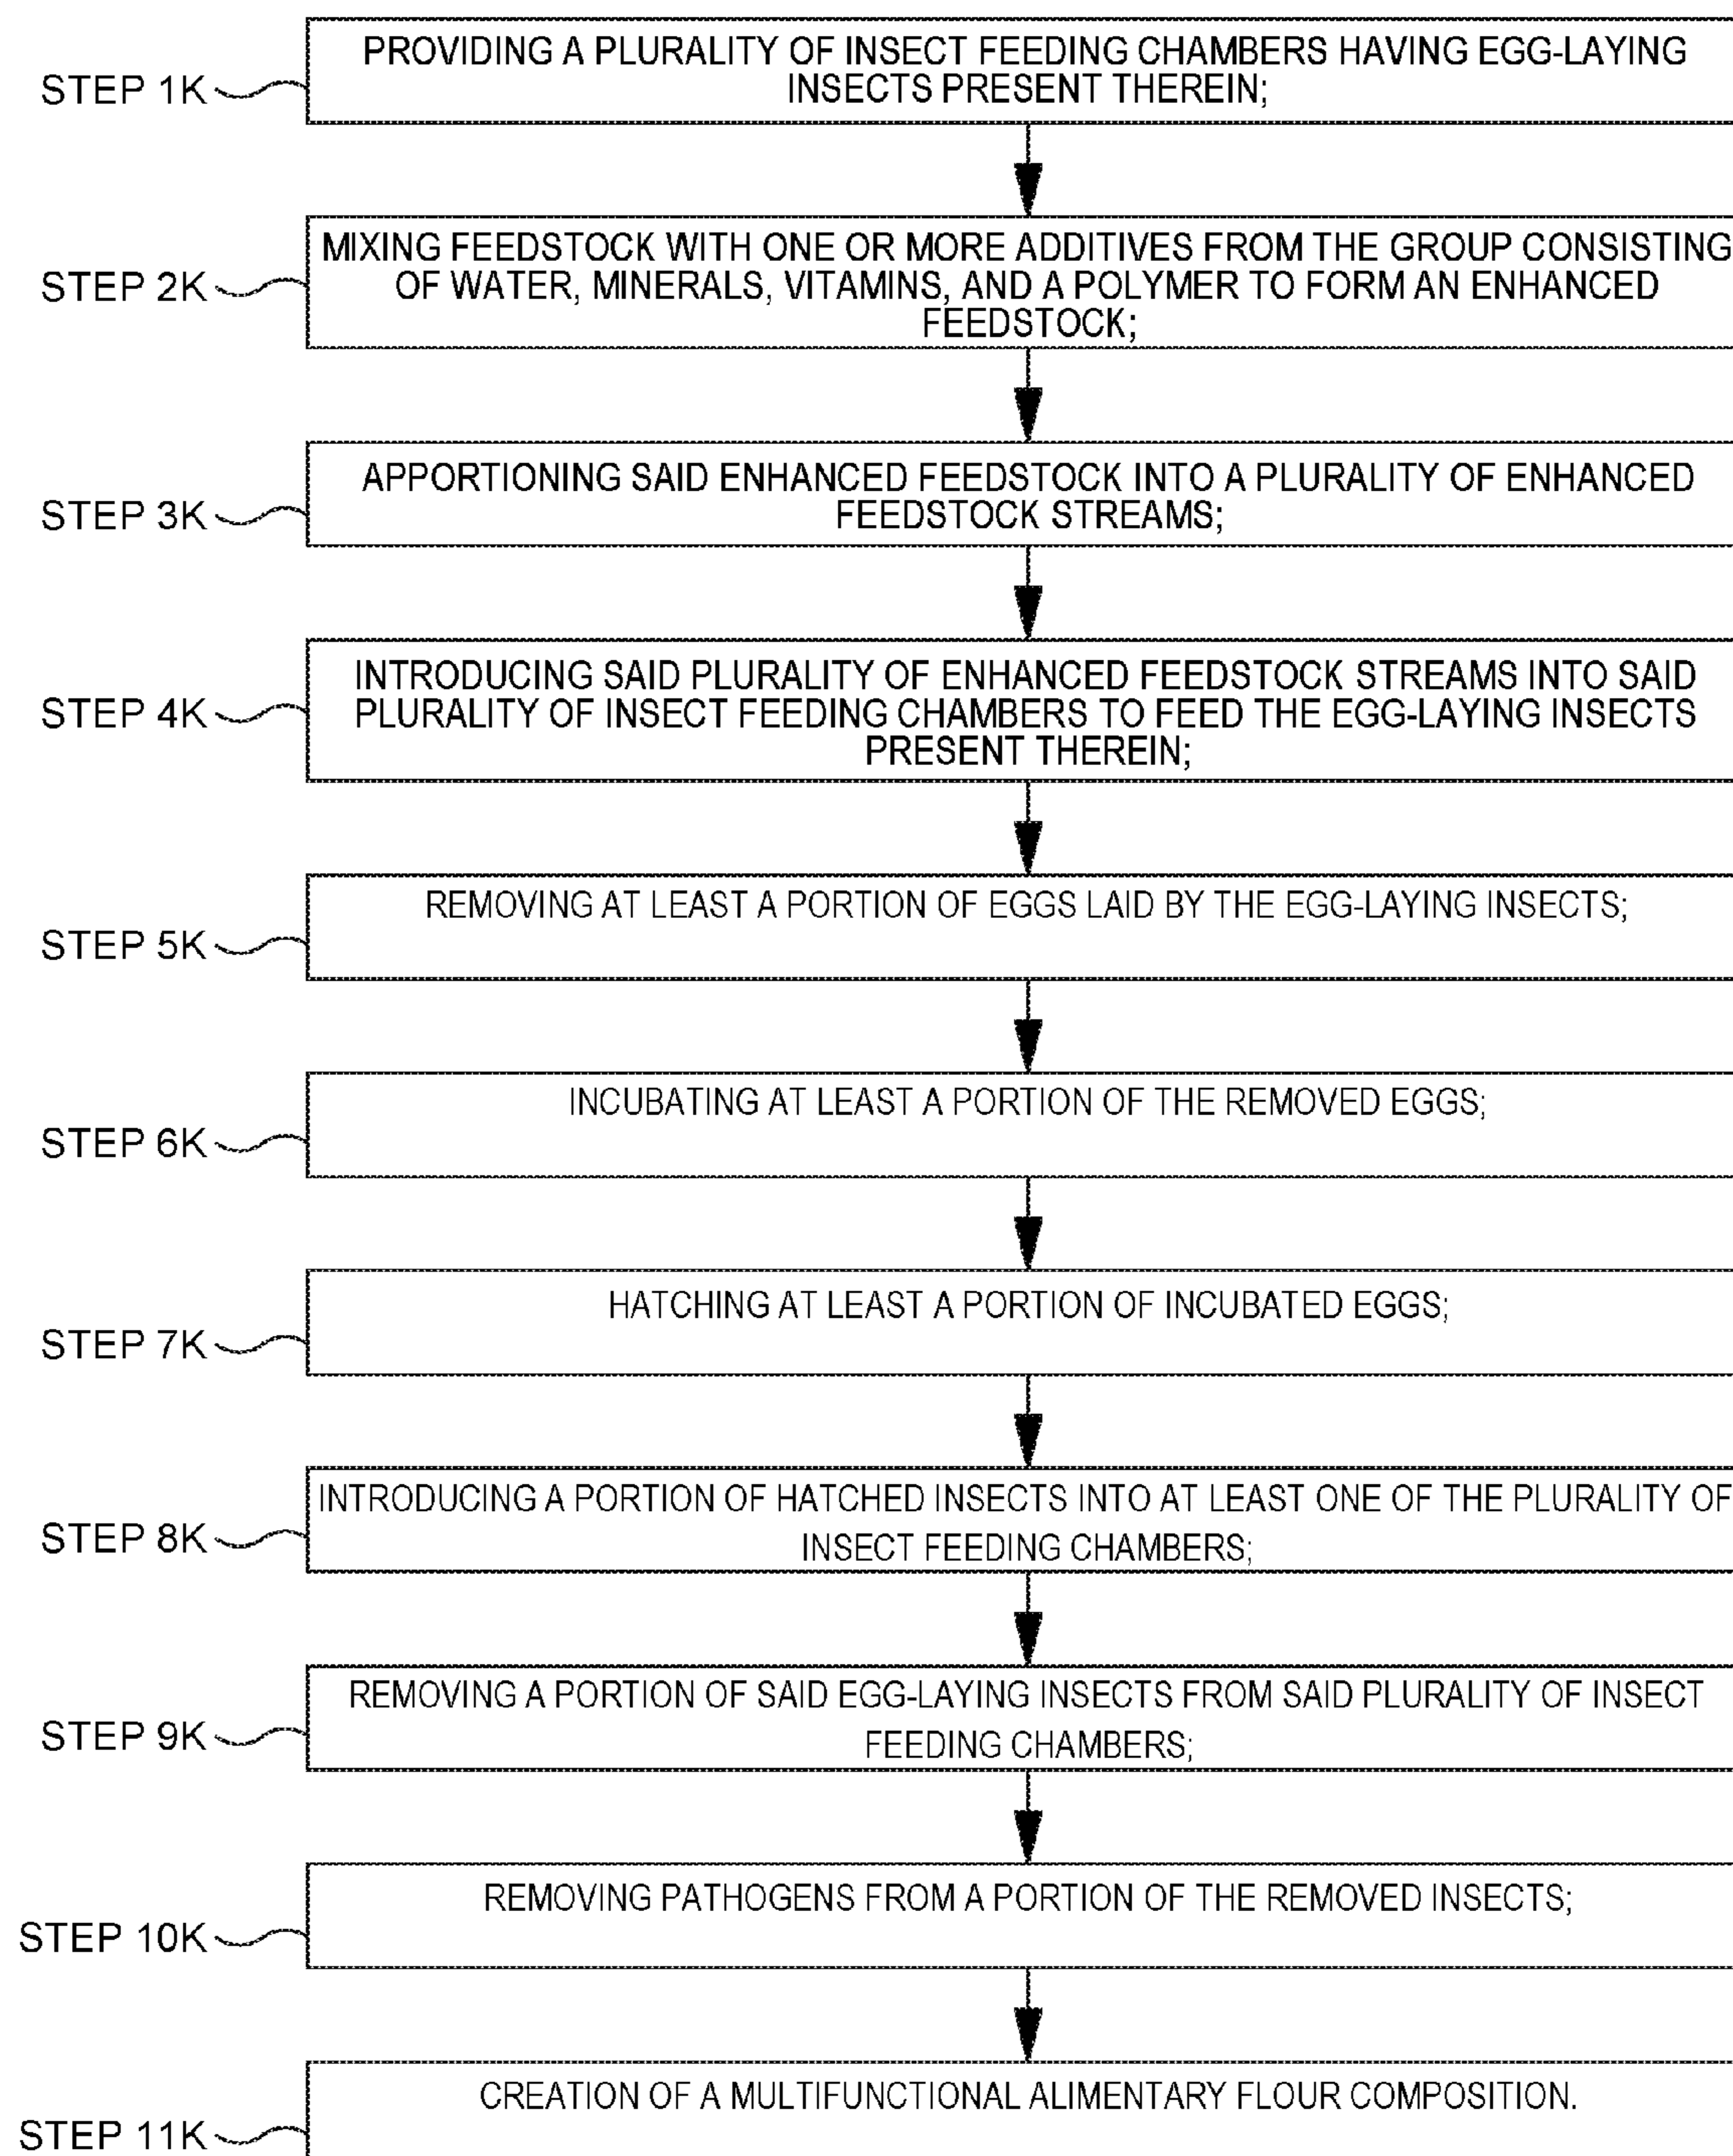 STEP 1K
PROVIDING A PLURALITY OF INSECT FEEDING CHAMBERS HAVING EGG-LAYING
INSECTS PRESENT THEREIN;
STEP 2K
MIXING FEEDSTOCK WITH ONE OR MORE ADDITIVES FROM THE GROUP CONSISTING
OF WATER, MINERALS, VITAMINS, AND A POLYMER TO FORM AN ENHANCED
FEEDSTOCK;
STEP 3K
APPORTIONING SAID ENHANCED FEEDSTOCK INTO A PLURALITY OF ENHANCED
FEEDSTOCK STREAMS;
STEP 4K
INTRODUCING SAID PLURALITY OF ENHANCED FEEDSTOCK STREAMS INTO SAID
PLURALITY OF INSECT FEEDING CHAMBERS TO FEED THE EGG-LAYING INSECTS
PRESENT THEREIN;
STEP 5K
REMOVING AT LEAST A PORTION OF EGGS LAID BY THE EGG-LAYING INSECTS;
STEP 6K
INCUBATING AT LEAST A PORTION OF THE REMOVED EGGS;
STEP 7K
HATCHING AT LEAST A PORTION OF INCUBATED EGGS;
STEP 8K
INTRODUCING A PORTION OF HATCHED INSECTS INTO AT LEAST ONE OF THE PLURALITY OF
INSECT FEEDING CHAMBERS;
STEP 9K
REMOVING A PORTION OF SAID EGG-LAYING INSECTS FROM SAID PLURALITY OF INSECT
FEEDING CHAMBERS;
STEP 10K
REMOVING PATHOGENS FROM A PORTION OF THE REMOVED INSECTS;
STEP 11K
CREATION OF A MULTIFUNCTIONAL ALIMENTARY FLOUR COMPOSITION.